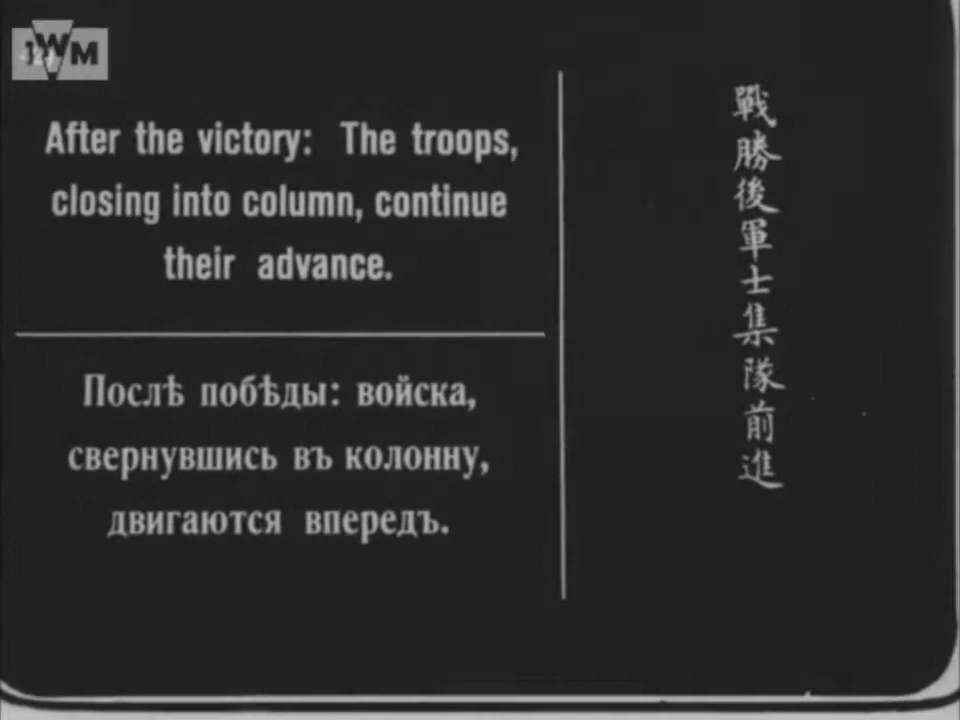 IWM
After the victory: The troops,
closing into column, continue
their advance.
Послѣ побѣды: войска,
свернувшись въ колонну,
двигаются впередъ.
戰勝後軍士集隊前進